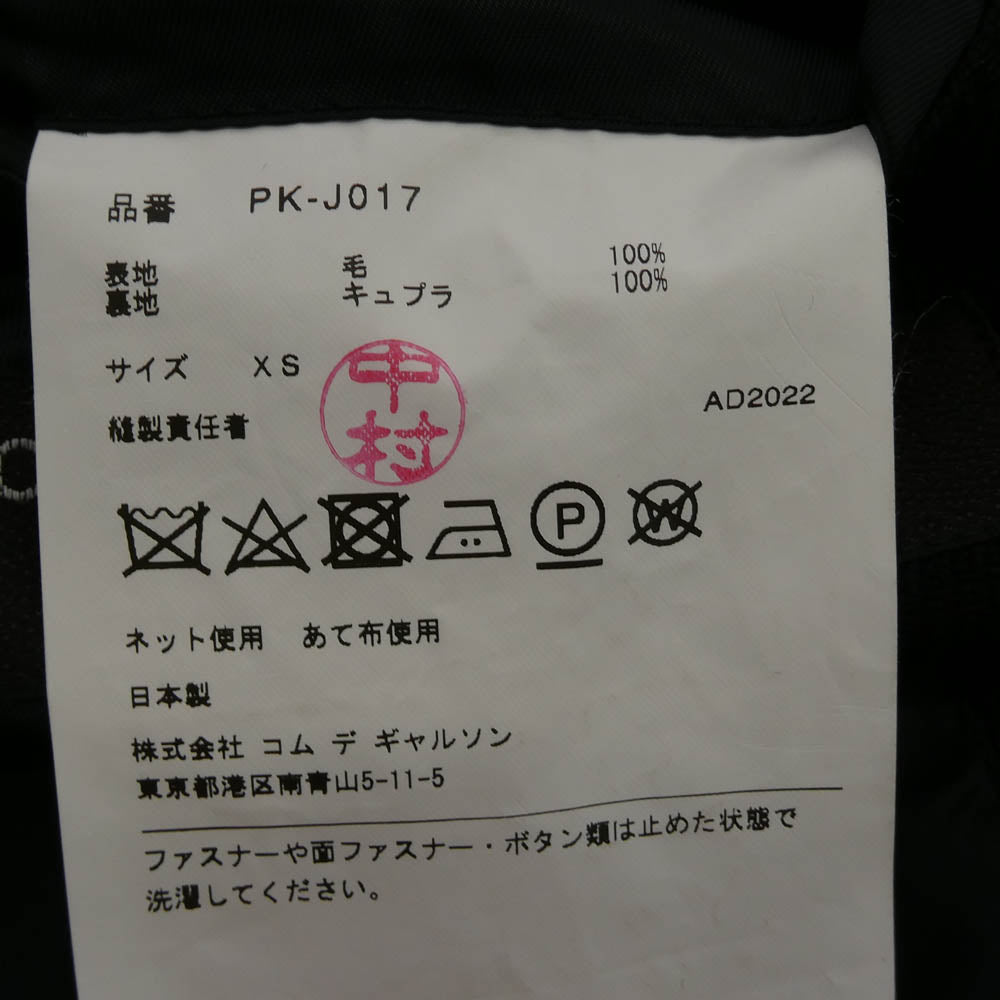 品番 PK-J017
表地 毛 100%
裏地 キュプラ 100%
サイズ XS
中村
AD2022
縫製責任者
P W
ネット使用 あて布使用
日本製
株式会社 コム デ ギャルソン
東京都港区南青山5-11-5
ファスナーや面ファスナー・ボタン類は止めた状態で
洗濯してください。